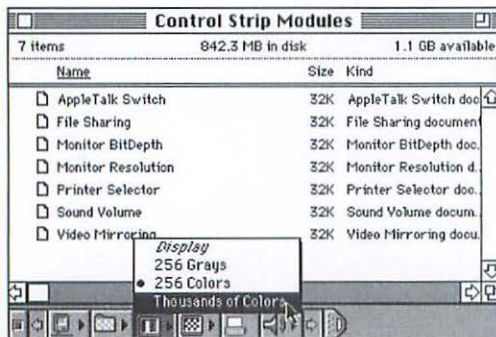 Control Strip Modules
7 items 842.3 MB in disk 1.1 GB available
Name Size Kind
AppleTalk Switch 32K AppleTalk Switch doc
File Sharing 32K File Sharing document
Monitor BitDepth 32K Monitor BitDepth doc.
Monitor Resolution 32K Monitor Resolution d.
Printer Selector 32K Printer Selector doc.
Sound Volume 32K Sound Volume docum.
Video Mirroring 32K Video Mirroring docu.
Display
256 Grays
256 Colors
Thousands of Colors